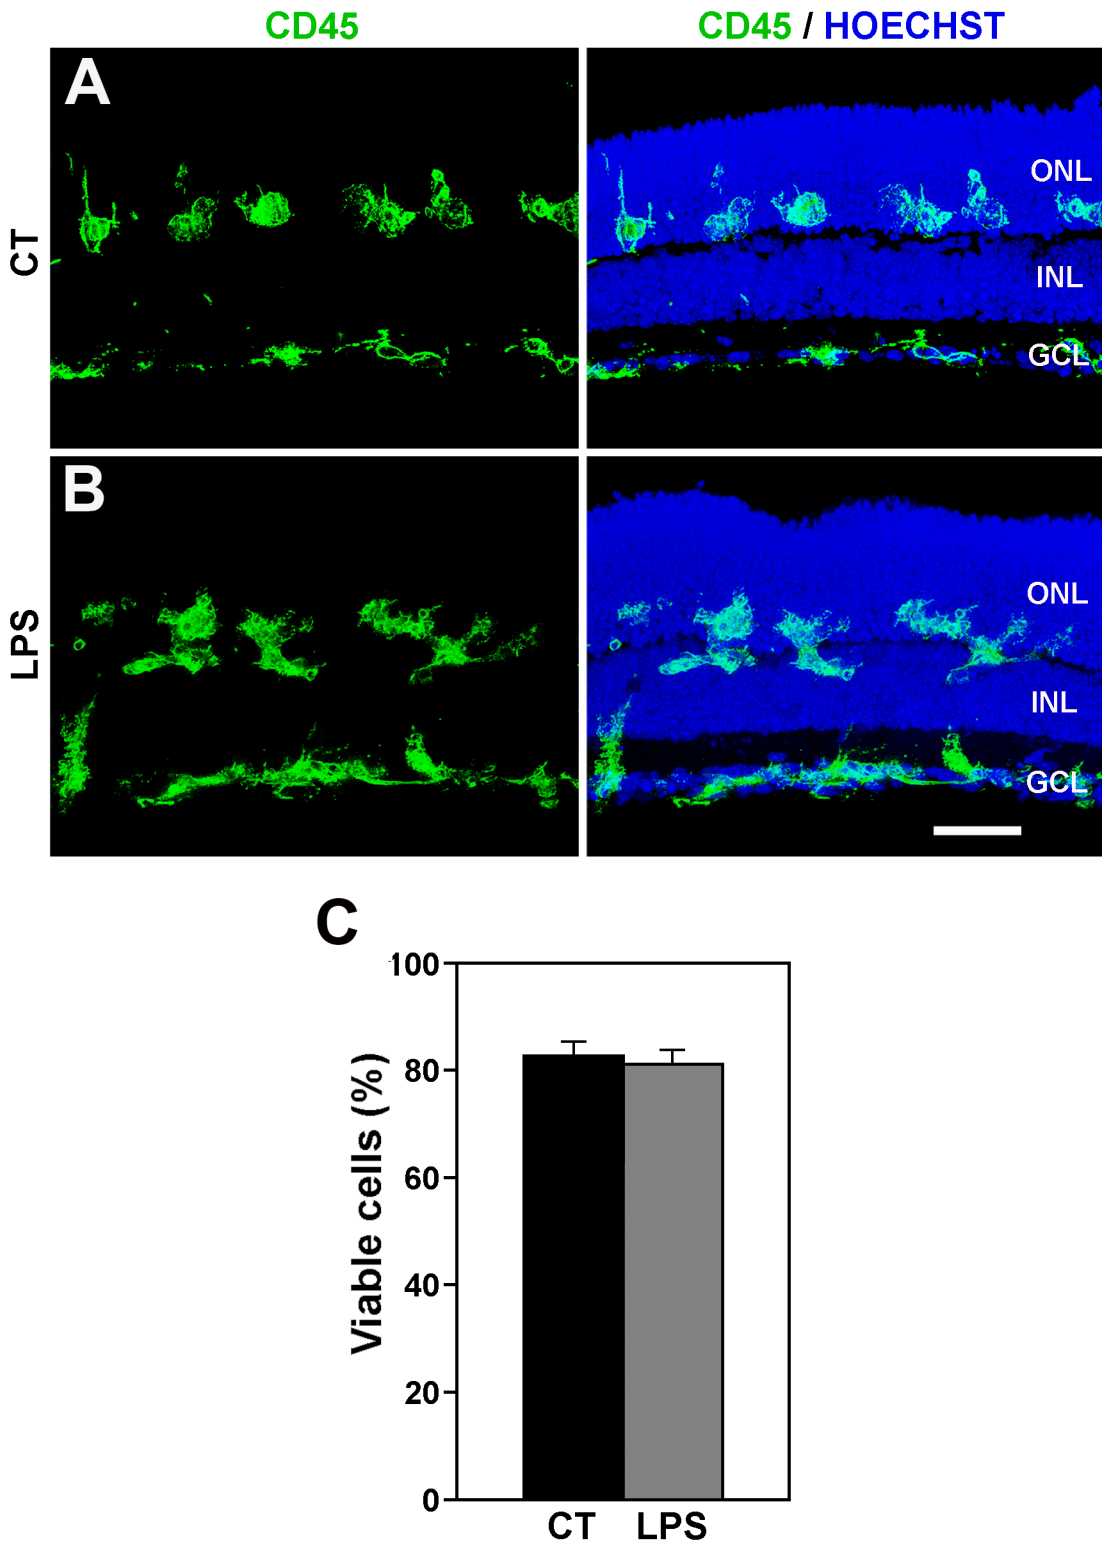 CD45
CD45 / HOECHST
A
CT
ONL
INL
GCL
B
LPS
ONL
INL
GCL
C
Viable cells (%)
100
80
60
40
20
0
CT
LPS